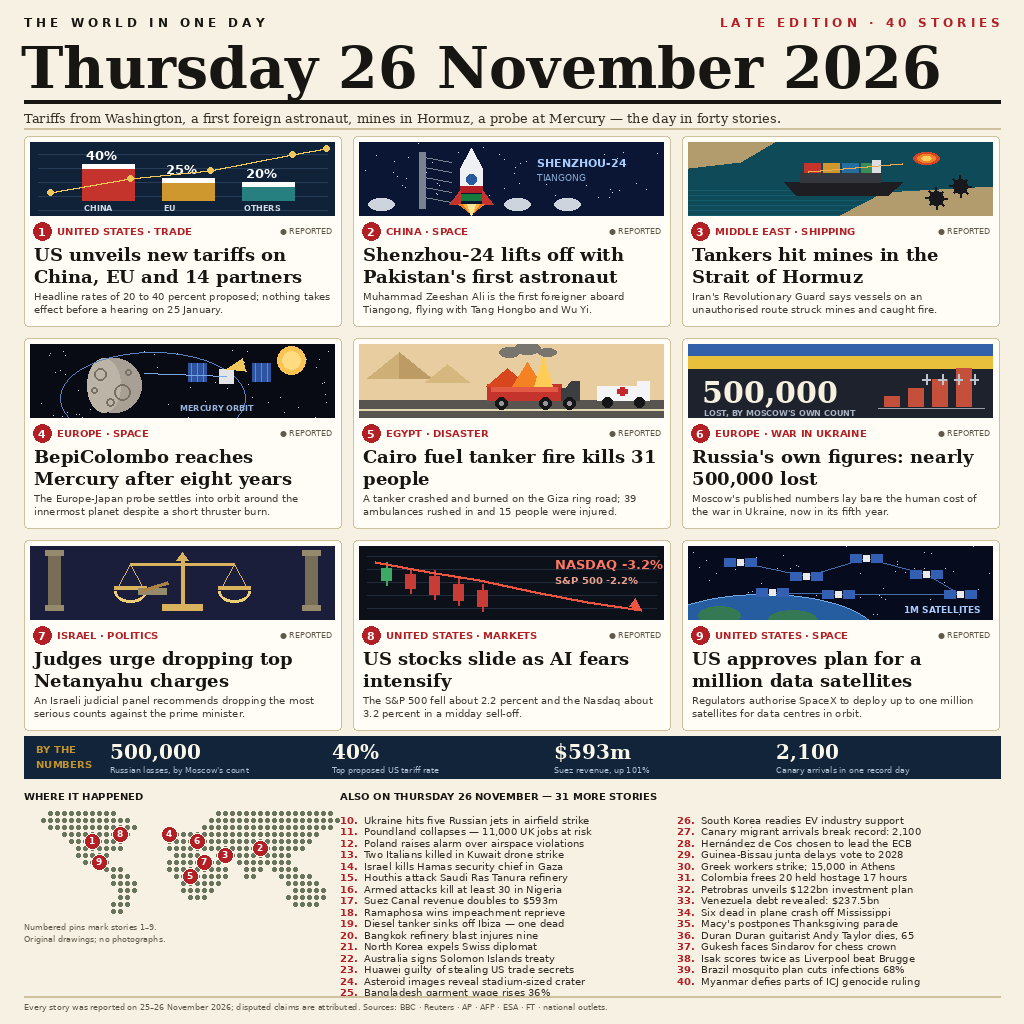 THE WORLD IN ONE DAY
LATE EDITION · 40 STORIES
Thursday 26 November 2026
Tariffs from Washington, a first foreign astronaut, mines in Hormuz, a probe at Mercury — the day in forty stories.
40%
25%
20%
CHINA
EU
OTHERS
1 UNITED STATES · TRADE
● REPORTED
US unveils new tariffs on
China, EU and 14 partners
Headline rates of 20 to 40 percent proposed; nothing takes
effect before a hearing on 25 January.
SHENZHOU-24
TIANGONG
2 CHINA · SPACE
● REPORTED
Shenzhou-24 lifts off with
Pakistan's first astronaut
Muhammad Zeeshan Ali is the first foreigner aboard
Tiangong, flying with Tang Hongbo and Wu Yi.
3 MIDDLE EAST · SHIPPING
● REPORTED
Tankers hit mines in the
Strait of Hormuz
Iran's Revolutionary Guard says vessels on an
unauthorised route struck mines and caught fire.
MERCURY ORBIT
4 EUROPE · SPACE
● REPORTED
BepiColombo reaches
Mercury after eight years
The Europe-Japan probe settles into orbit around the
innermost planet despite a short thruster burn.
5 EGYPT · DISASTER
● REPORTED
Cairo fuel tanker fire kills 31
people
A tanker crashed and burned on the Giza ring road; 39
ambulances rushed in and 15 people were injured.
500,000
LOST, BY MOSCOW'S OWN COUNT
6 EUROPE · WAR IN UKRAINE
● REPORTED
Russia's own figures: nearly
500,000 lost
Moscow's published numbers lay bare the human cost of
the war in Ukraine, now in its fifth year.
7 ISRAEL · POLITICS
● REPORTED
Judges urge dropping top
Netanyahu charges
An Israeli judicial panel recommends dropping the most
serious counts against the prime minister.
NASDAQ -3.2%
S&P 500 -2.2%
8 UNITED STATES · MARKETS
● REPORTED
US stocks slide as AI fears
intensify
The S&P 500 fell about 2.2 percent and the Nasdaq about
3.2 percent in a midday sell-off.
1M SATELLITES
9 UNITED STATES · SPACE
● REPORTED
US approves plan for a
million data satellites
Regulators authorise SpaceX to deploy up to one million
satellites for data centres in orbit.
BY THE
NUMBERS
500,000
Russian losses, by Moscow's count
40%
Top proposed US tariff rate
$593m
Suez revenue, up 101%
2,100
Canary arrivals in one record day
WHERE IT HAPPENED
1
8
4
6
2
3
9
7
5
Numbered pins mark stories 1–9.
Original drawings; no photographs.
ALSO ON THURSDAY 26 NOVEMBER — 31 MORE STORIES
10. Ukraine hits five Russian jets in airfield strike
11. Poundland collapses — 11,000 UK jobs at risk
12. Poland raises alarm over airspace violations
13. Two Italians killed in Kuwait drone strike
14. Israel kills Hamas security chief in Gaza
15. Houthis attack Saudi Ras Tanura refinery
16. Armed attacks kill at least 30 in Nigeria
17. Suez Canal revenue doubles to $593m
18. Ramaphosa wins impeachment reprieve
19. Diesel tanker sinks off Ibiza — one dead
20. Bangkok refinery blast injures nine
21. North Korea expels Swiss diplomat
22. Australia signs Solomon Islands treaty
23. Huawei guilty of stealing US trade secrets
24. Asteroid images reveal stadium-sized crater
25. Bangladesh garment wage rises 36%
26. South Korea readies EV industry support
27. Canary migrant arrivals break record: 2,100
28. Hernández de Cos chosen to lead the ECB
29. Guinea-Bissau junta delays vote to 2028
30. Greek workers strike; 15,000 in Athens
31. Colombia frees 20 held hostage 17 hours
32. Petrobras unveils $122bn investment plan
33. Venezuela debt revealed: $237.5bn
34. Six dead in plane crash off Mississippi
35. Macy's postpones Thanksgiving parade
36. Duran Duran guitarist Andy Taylor dies, 65
37. Gukesh faces Sindarov for chess crown
38. Isak scores twice as Liverpool beat Brugge
39. Brazil mosquito plan cuts infections 68%
40. Myanmar defies parts of ICJ genocide ruling
Every story was reported on 25–26 November 2026; disputed claims are attributed. Sources: BBC · Reuters · AP · AFP · ESA · FT · national outlets.